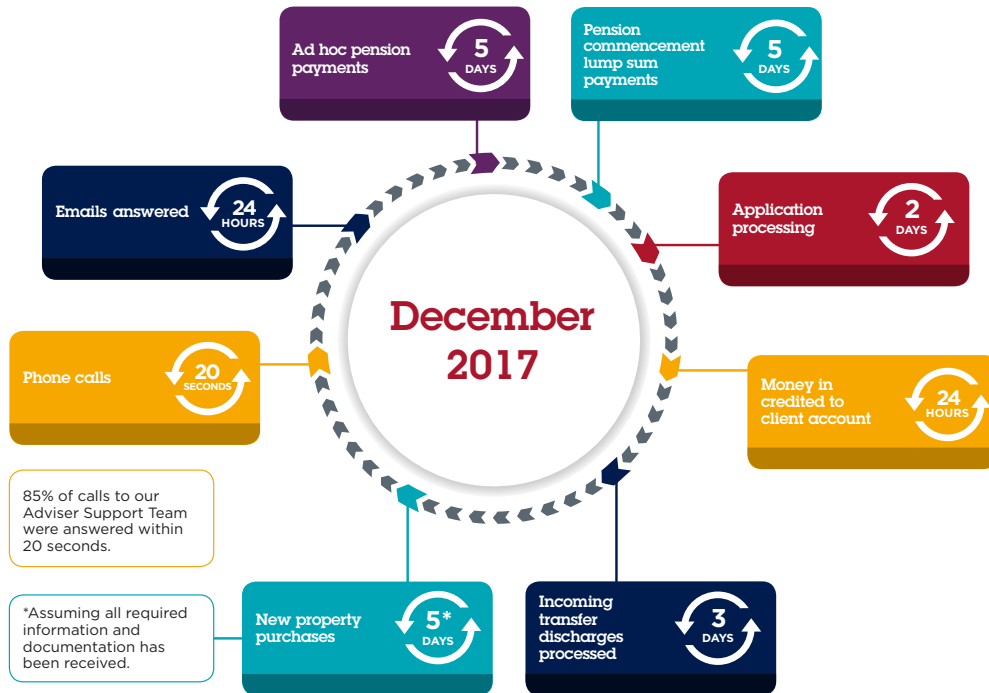 Ad hoc pension
payments
5
DAYS
Pension
commencement
lump sum
payments
5
DAYS
Emails answered
24
HOURS
Application
processing
2
DAYS
December
2017
Phone calls
20
SECONDS
Money in
credited to
client account
24
HOURS
85% of calls to our
Adviser Support Team
were answered within
20 seconds.
*Assuming all required
information and
documentation has
been received.
New property
purchases
5*
DAYS
Incoming
transfer
discharges
processed
3
DAYS